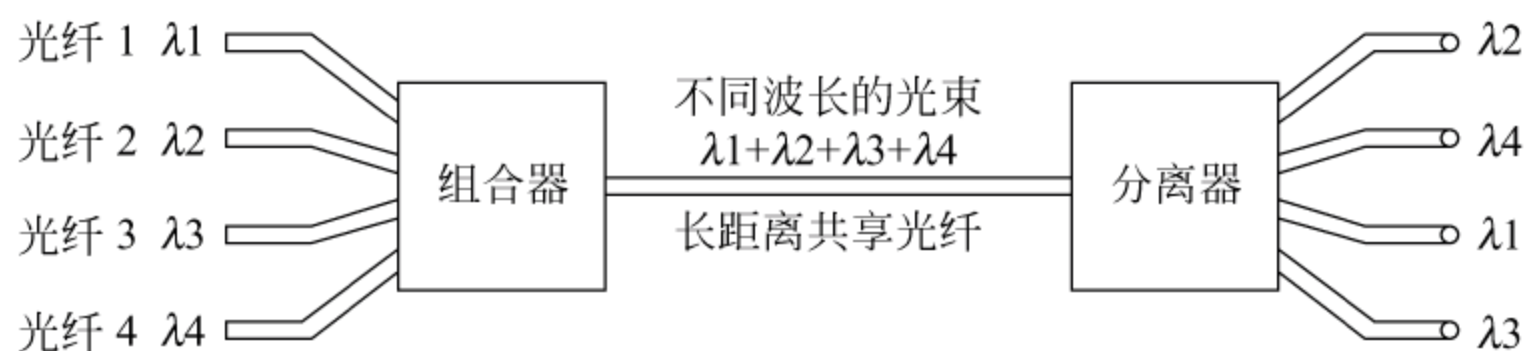 光纤 1 λ1
光纤 2 λ2
光纤 3 λ3
光纤 4 λ4
组合器
不同波长的光束
λ1+λ2+λ3+λ4
长距离共享光纤
分离器
λ2
λ4
λ1
λ3